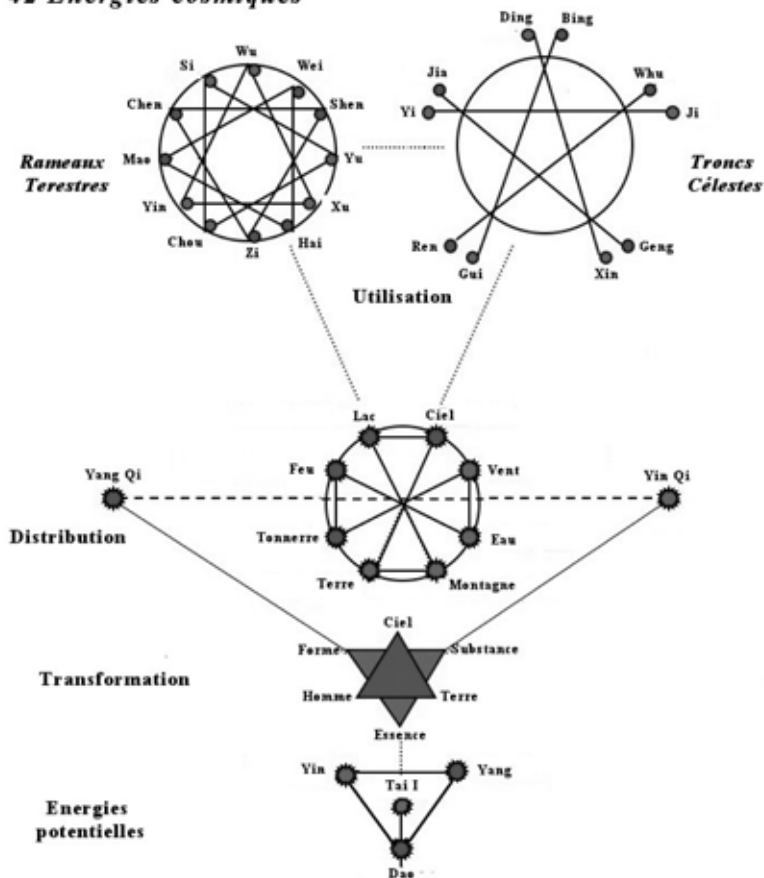 42 Energies cosmiques
Ding Bing
Wu
Si Wei
Jia Whu
Chen Shen
Yi Ji
Rameaux
Terestres
Mao Yu
Troncs
Célestes
Yin Xu
Chou Hai
Zi
Ren Geng
Gui Xin
Utilisation
Lac Ciel
Yang Qi Feu Vent Yin Qi
Distribution Tonnerre Eau
Terre Montagne
Ciel
Forme Substance
Transformation Homme Terre
Essence
Yin Yang
Tai I
Energies
potentielles
Dao